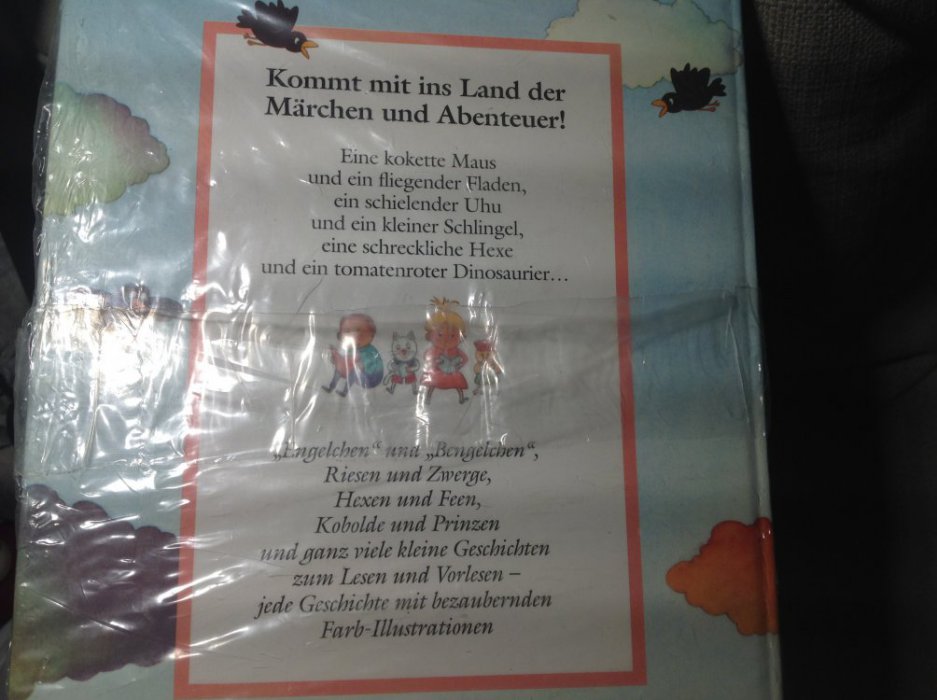 Kommt mit ins Land der
Märchen und Abenteuer!
Eine kokette Maus
und ein fliegender Fladen,
ein schielender Uhu
und ein kleiner Schlingel,
eine schreckliche Hexe
und ein tomatenroter Dinosaurier...
„Engelchen“ und „Bengelchen“,
Riesen und Zwerge,
Hexen und Feen,
Kobolde und Prinzen
und ganz viele kleine Geschichten
zum Lesen und Vorlesen –
jede Geschichte mit bezaubernden
Farb-Illustrationen